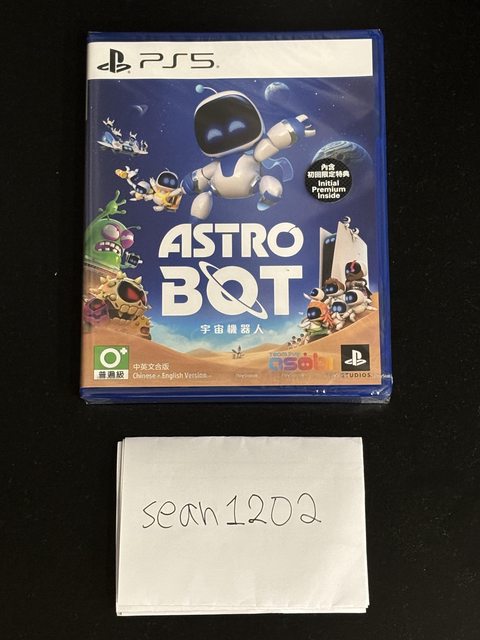 PS5
內含
初回限定特典
Initial
Premium
Inside
ASTRO
BOT
宇宙機器人
普遍級
中英文合版
Chinese + English Version
TEAM
asobi
STUDIOS
sean1202